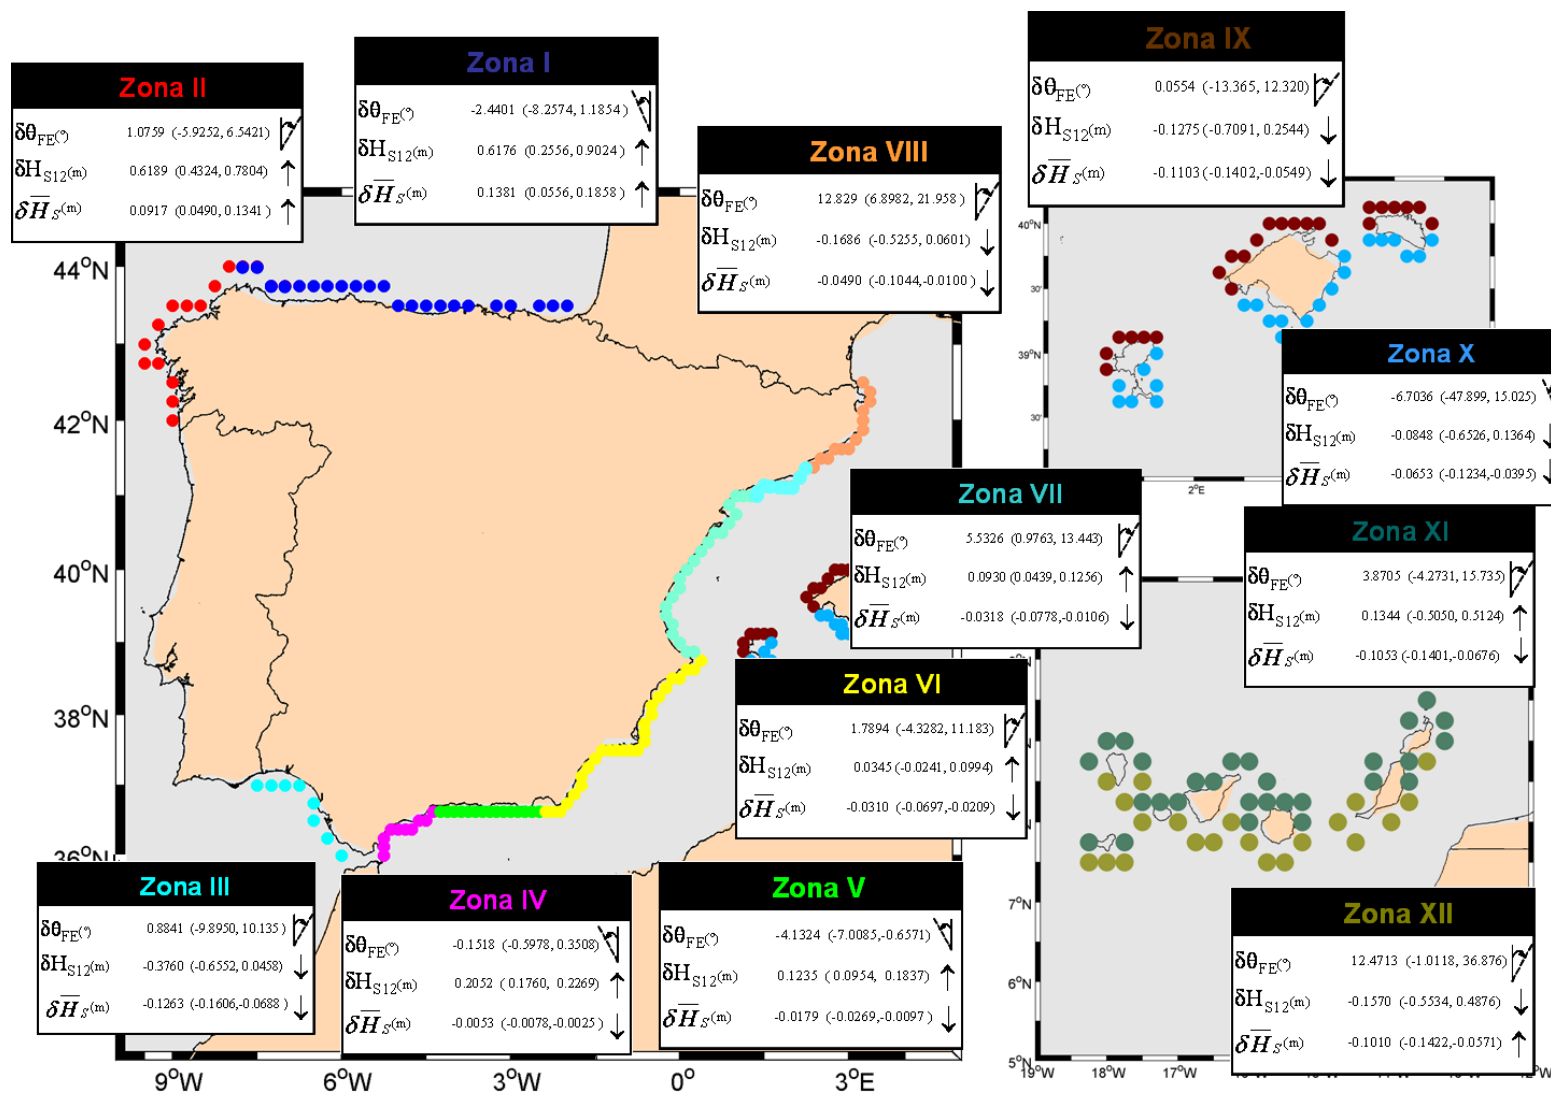 Zona II
δθFE(°) 1.0759 (-5.9252, 6.5421)
δHS12(m) 0.6189 (0.4324, 0.7804)
δH̅S(m) 0.0917 (0.0490, 0.1341)
Zona I
δθFE(°) -2.4401 (-8.2574, 1.1854)
δHS12(m) 0.6176 (0.2556, 0.9024)
δH̅S(m) 0.1381 (0.0556, 0.1858)
Zona VIII
δθFE(°) 12.829 (6.8982, 21.958)
δHS12(m) -0.1686 (-0.5255, 0.0601)
δH̅S(m) -0.0490 (-0.1044,-0.0100)
Zona IX
δθFE(°) 0.0554 (-13.365, 12.320)
δHS12(m) -0.1275 (-0.7091, 0.2544)
δH̅S(m) -0.1103 (-0.1402,-0.0549)
Zona X
δθFE(°) -6.7036 (-47.899, 15.025)
δHS12(m) -0.0848 (-0.6526, 0.1364)
δH̅S(m) -0.0653 (-0.1234,-0.0395)
Zona VII
δθFE(°) 5.5326 (0.9763, 13.443)
δHS12(m) 0.0930 (0.0439, 0.1256)
δH̅S(m) -0.0318 (-0.0778,-0.0106)
Zona XI
δθFE(°) 3.8705 (-4.2731, 15.735)
δHS12(m) 0.1344 (-0.5050, 0.5124)
δH̅S(m) -0.1053 (-0.1401,-0.0676)
Zona VI
δθFE(°) 1.7894 (-4.3282, 11.183)
δHS12(m) 0.0345 (-0.0241, 0.0994)
δH̅S(m) -0.0310 (-0.0697,-0.0209)
Zona III
δθFE(°) 0.8841 (-9.8950, 10.135)
δHS12(m) -0.3760 (-0.6552, 0.0458)
δH̅S(m) -0.1263 (-0.1606,-0.0688)
Zona IV
δθFE(°) -0.1518 (-0.5978, 0.3508)
δHS12(m) 0.2052 (0.1760, 0.2269)
δH̅S(m) -0.0053 (-0.0078,-0.0025)
Zona V
δθFE(°) -4.1324 (-7.0085,-0.6571)
δHS12(m) 0.1235 (0.0954, 0.1837)
δH̅S(m) -0.0179 (-0.0269,-0.0097)
Zona XII
δθFE(°) 12.4713 (-1.0118, 36.876)
δHS12(m) -0.1570 (-0.5534, 0.4876)
δH̅S(m) -0.1010 (-0.1422,-0.0571)
44°N
42°N
40°N
38°N
36°N
9°W 6°W 3°W 0° 3°E
40°N
30'
39°N
30'
2°E
7°N
6°N
5°N
19°W 18°W 17°W